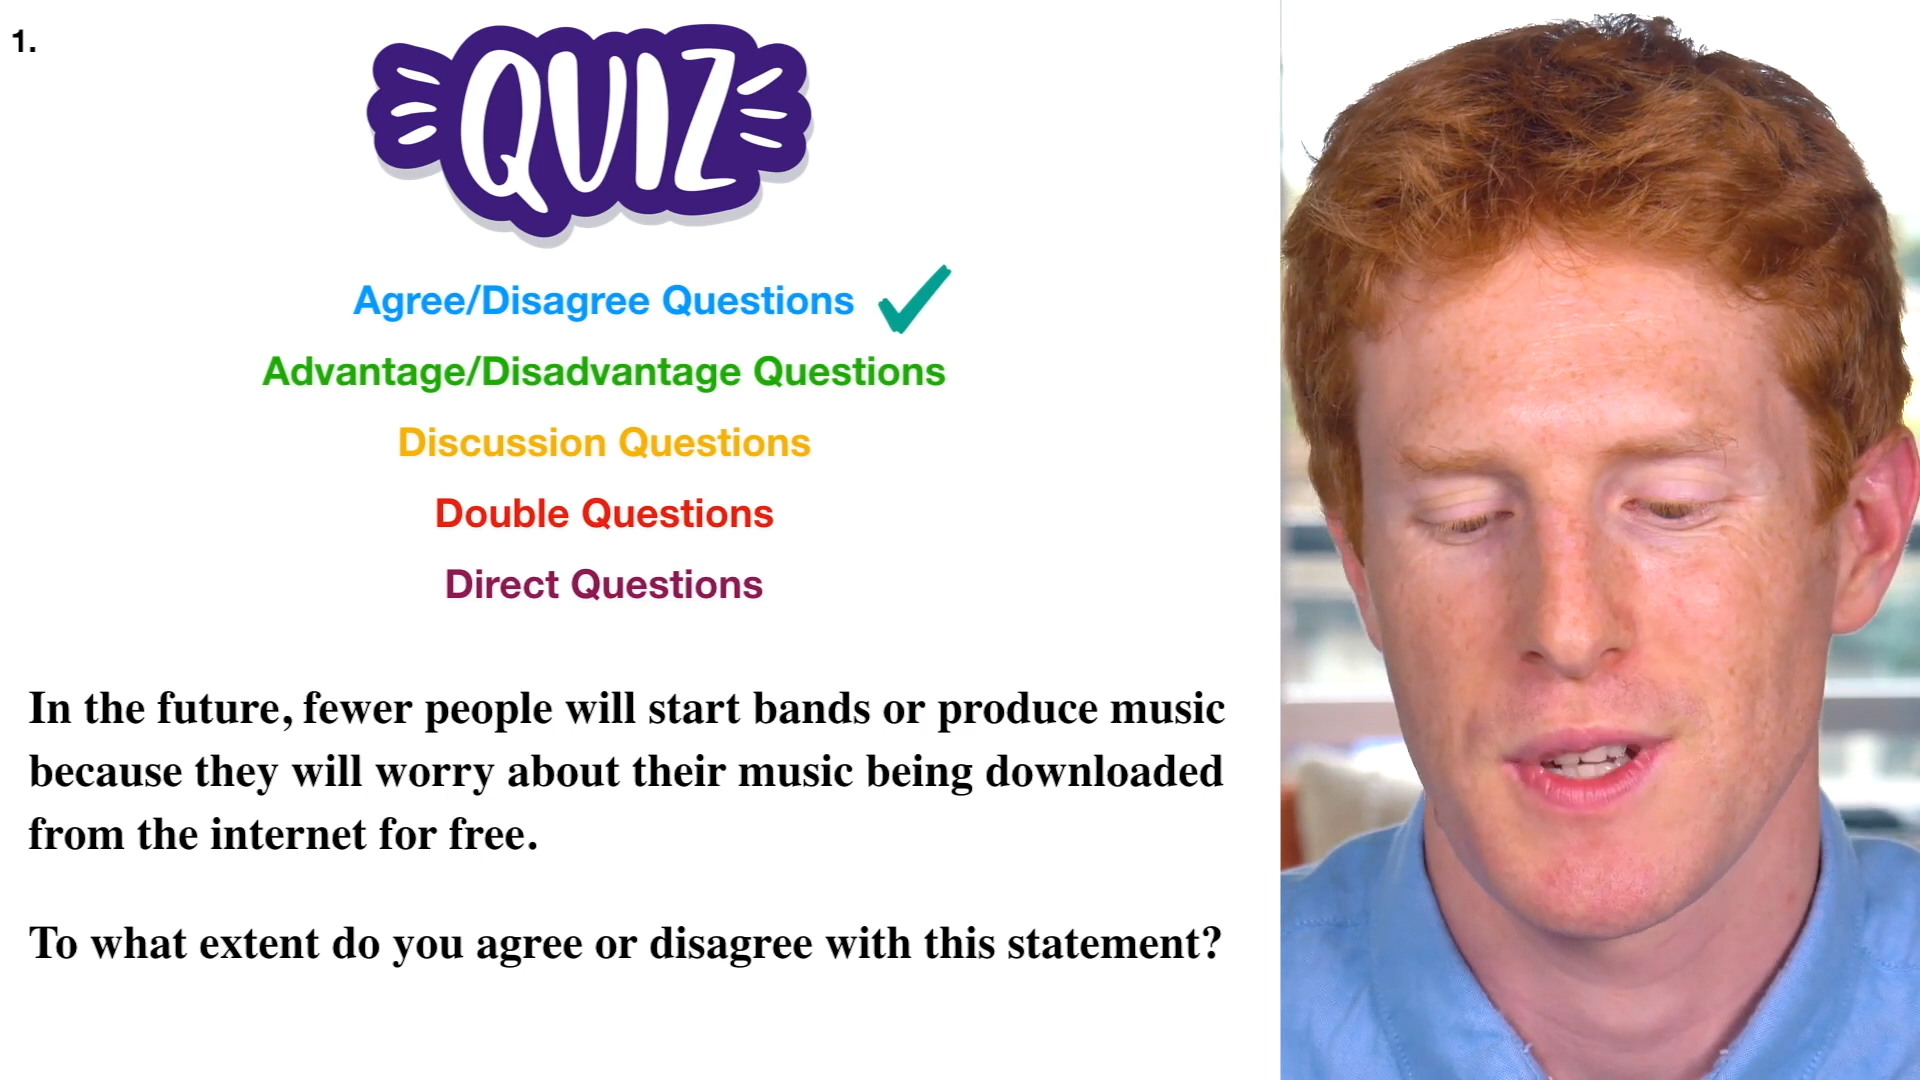 1.
QUIZ
Agree/Disagree Questions
Advantage/Disadvantage Questions
Discussion Questions
Double Questions
Direct Questions
In the future, fewer people will start bands or produce music
because they will worry about their music being downloaded
from the internet for free.
To what extent do you agree or disagree with this statement?